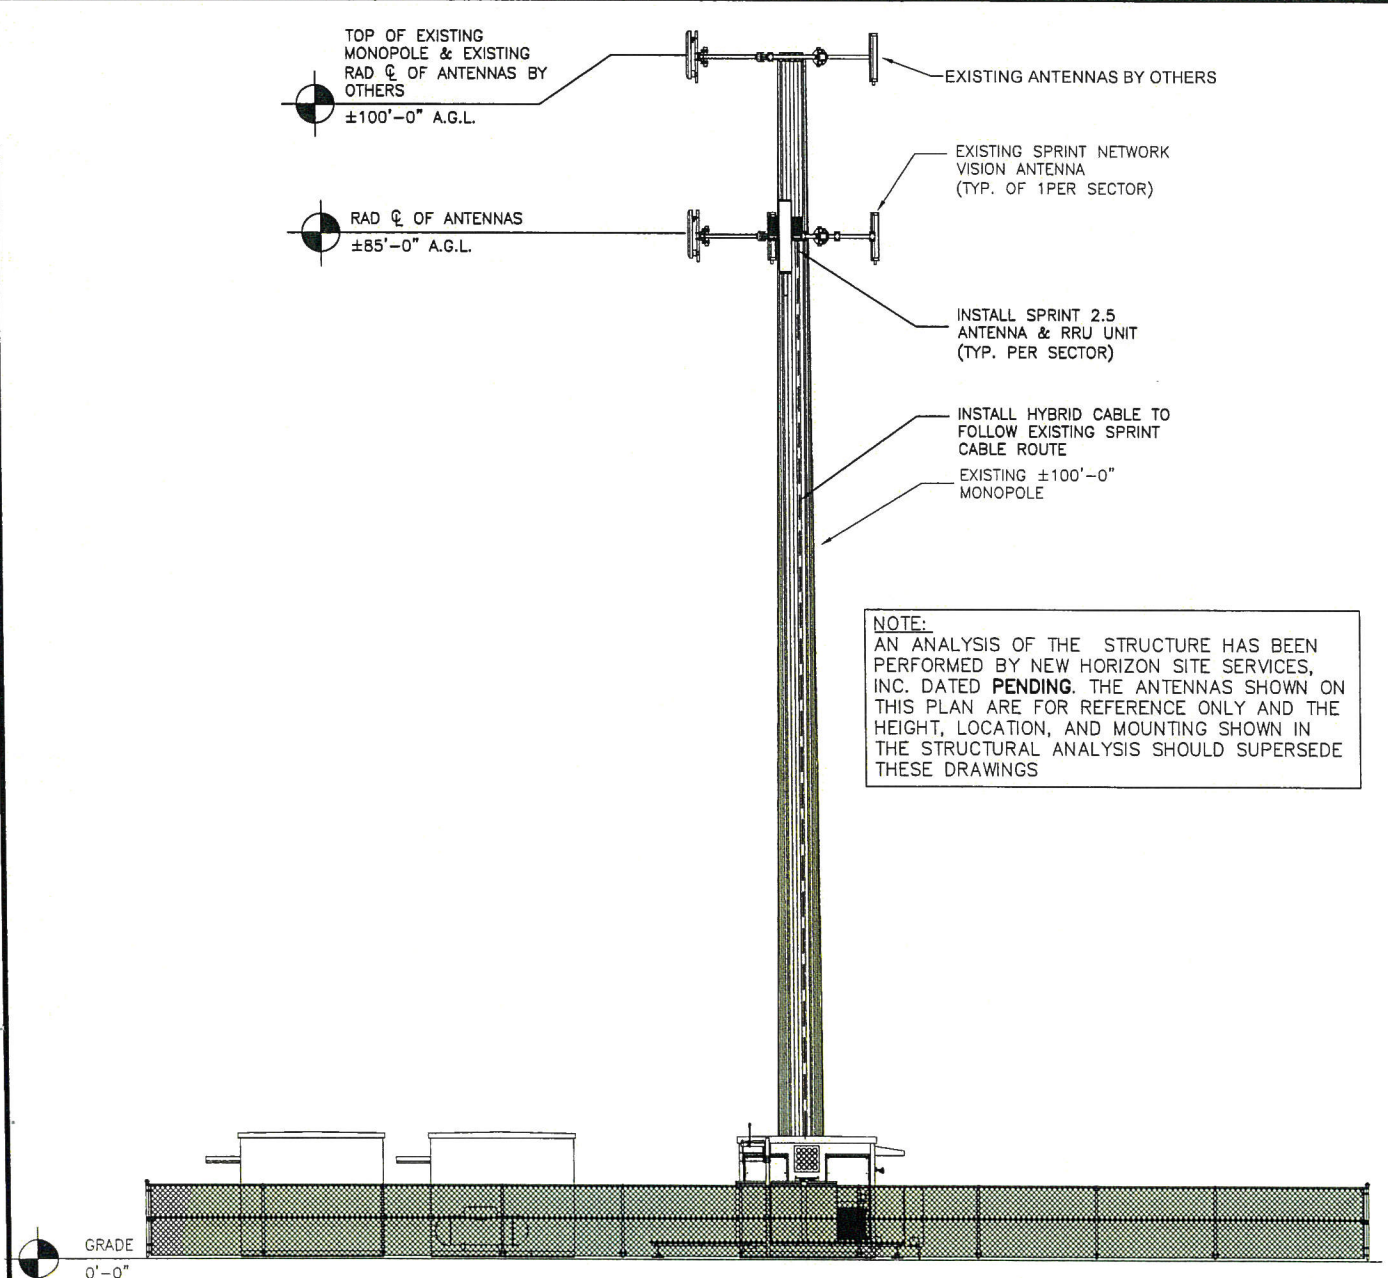 TOP OF EXISTING
MONOPOLE & EXISTING
RAD ℄ OF ANTENNAS BY
OTHERS
±100'-0" A.G.L.
EXISTING ANTENNAS BY OTHERS
EXISTING SPRINT NETWORK
VISION ANTENNA
(TYP. OF 1PER SECTOR)
RAD ℄ OF ANTENNAS
±85'-0" A.G.L.
INSTALL SPRINT 2.5
ANTENNA & RRU UNIT
(TYP. PER SECTOR)
INSTALL HYBRID CABLE TO
FOLLOW EXISTING SPRINT
CABLE ROUTE
EXISTING ±100'-0"
MONOPOLE
NOTE:
AN ANALYSIS OF THE STRUCTURE HAS BEEN
PERFORMED BY NEW HORIZON SITE SERVICES,
INC. DATED PENDING. THE ANTENNAS SHOWN ON
THIS PLAN ARE FOR REFERENCE ONLY AND THE
HEIGHT, LOCATION, AND MOUNTING SHOWN IN
THE STRUCTURAL ANALYSIS SHOULD SUPERSEDE
THESE DRAWINGS
GRADE
0'-0"